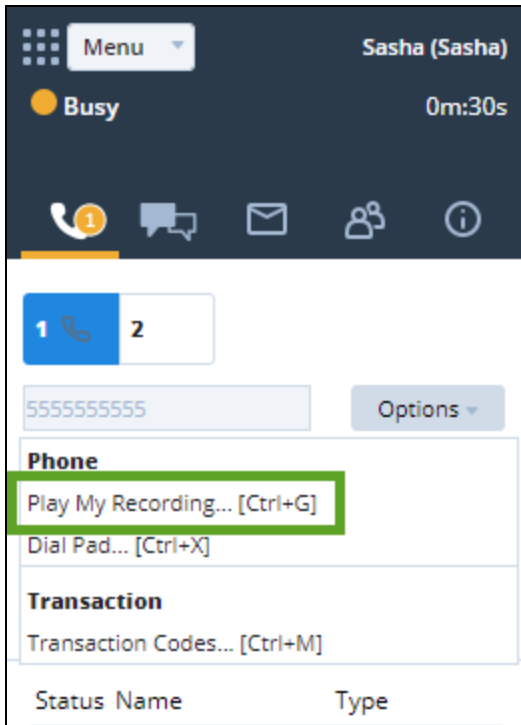 Menu Sasha (Sasha)
Busy 0m:30s
1
1 2
5555555555 Options
Phone
Play My Recording... [Ctrl+G]
Dial Pad... [Ctrl+X]
Transaction
Transaction Codes... [Ctrl+M]
Status Name Type